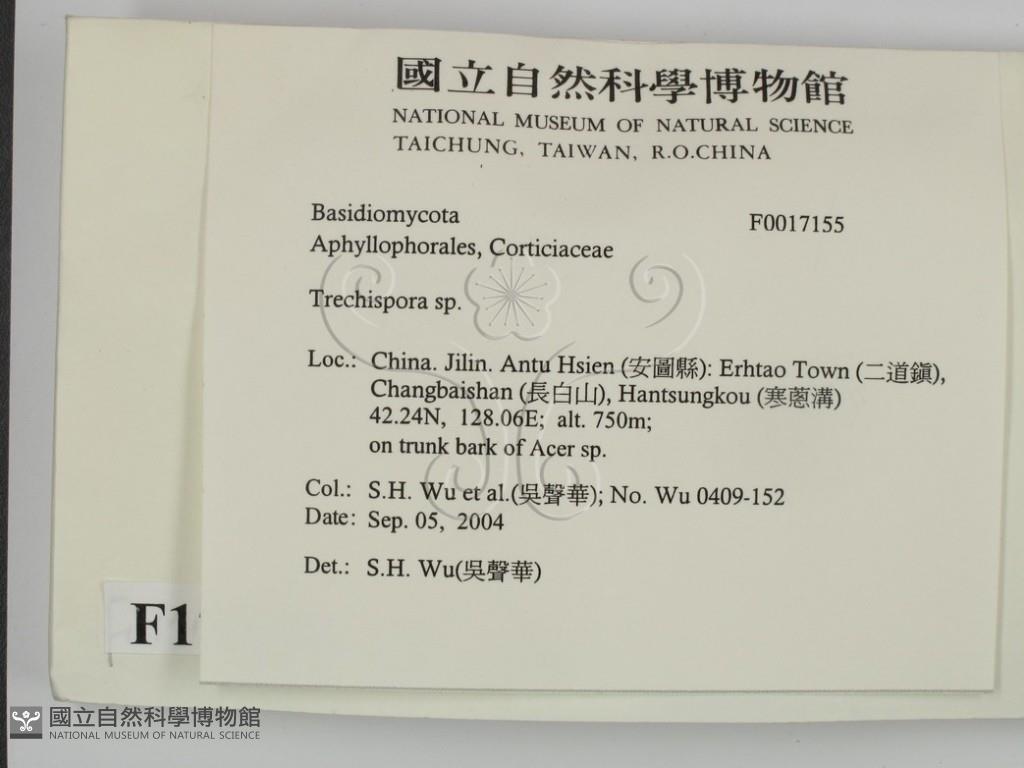 國立自然科學博物館
NATIONAL MUSEUM OF NATURAL SCIENCE
TAICHUNG, TAIWAN, R.O.CHINA
Basidiomycota F0017155
Aphyllophorales, Corticiaceae
Trechispora sp.
Loc.: China. Jilin. Antu Hsien (安圖縣): Erhtao Town (二道鎭),
Changbaishan (長白山), Hantsungkou (寒蔥溝)
42.24N, 128.06E; alt. 750m;
on trunk bark of Acer sp.
Col.: S.H. Wu et al.(吳聲華); No. Wu 0409-152
Date: Sep. 05, 2004
Det.: S.H. Wu(吳聲華)
F1
國立自然科學博物館
NATIONAL MUSEUM OF NATURAL SCIENCE